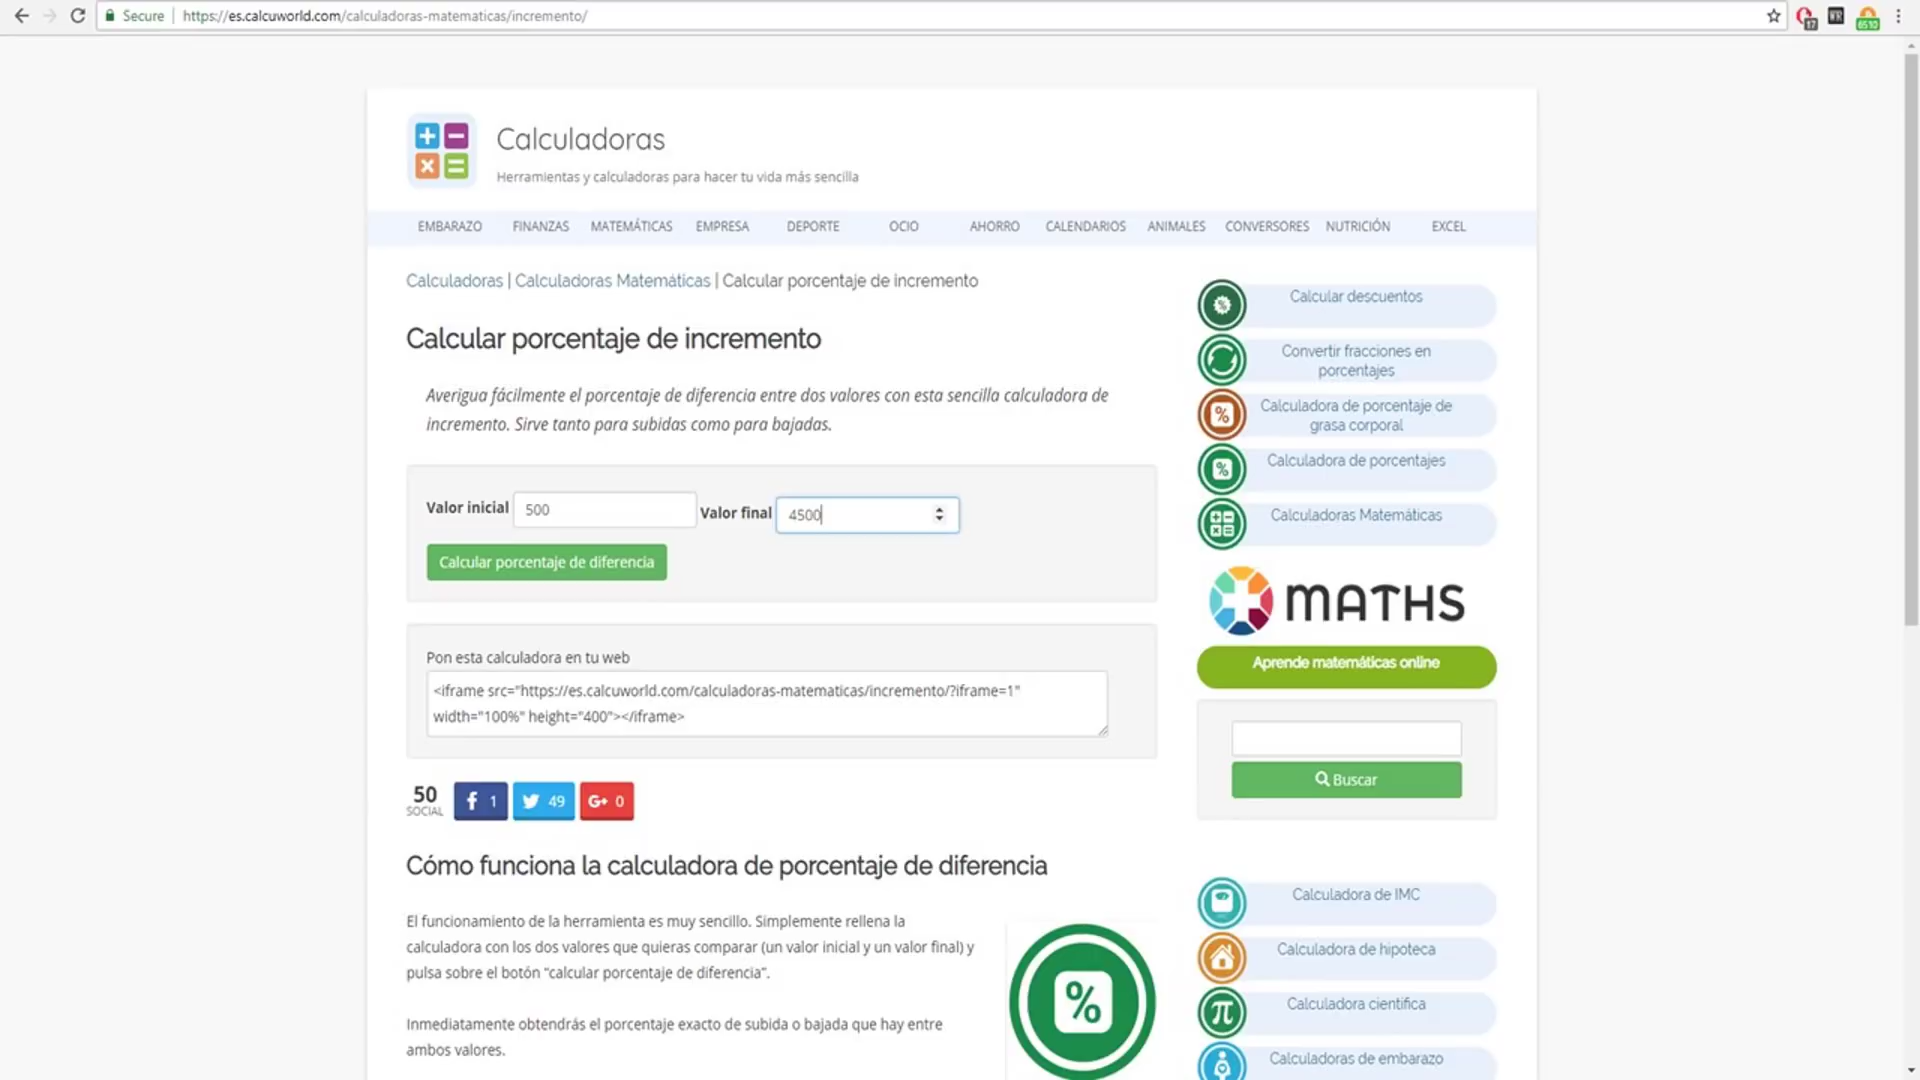 Secure
https://es.calcuworld.com/calculadoras-matematicas/incremento/
17
6510
Calculadoras
Herramientas y calculadoras para hacer tu vida más sencilla
EMBARAZO FINANZAS MATEMÁTICAS EMPRESA DEPORTE OCIO AHORRO CALENDARIOS ANIMALES CONVERSORES NUTRICIÓN EXCEL
Calculadoras | Calculadoras Matemáticas | Calcular porcentaje de incremento
Calcular porcentaje de incremento
Averigua fácilmente el porcentaje de diferencia entre dos valores con esta sencilla calculadora de
incremento. Sirve tanto para subidas como para bajadas.
Valor inicial 500 Valor final 4500
Calcular porcentaje de diferencia
Pon esta calculadora en tu web
<iframe src="https://es.calcuworld.com/calculadoras-matematicas/incremento/?iframe=1"
width="100%" height="400"></iframe>
50
SOCIAL
1
49
G+ 0
Cómo funciona la calculadora de porcentaje de diferencia
El funcionamiento de la herramienta es muy sencillo. Simplemente rellena la
calculadora con los dos valores que quieras comparar (un valor inicial y un valor final) y
pulsa sobre el botón “calcular porcentaje de diferencia”.
Inmediatamente obtendrás el porcentaje exacto de subida o bajada que hay entre
ambos valores.
%
Calcular descuentos
Convertir fracciones en
porcentajes
Calculadora de porcentaje de
grasa corporal
Calculadora de porcentajes
Calculadoras Matemáticas
MATHS
Aprende matemáticas online
Buscar
Calculadora de IMC
Calculadora de hipoteca
Calculadora científica
Calculadoras de embarazo